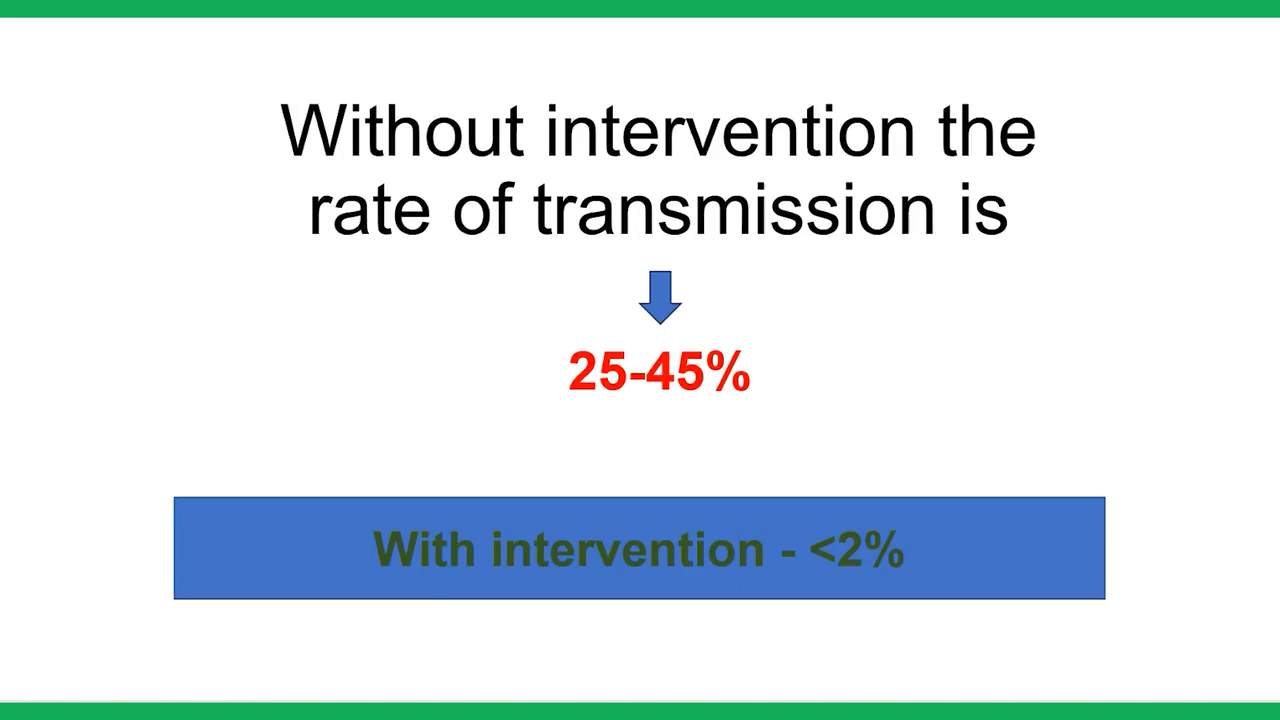 Without intervention the
rate of transmission is
25-45%
With intervention - <2%